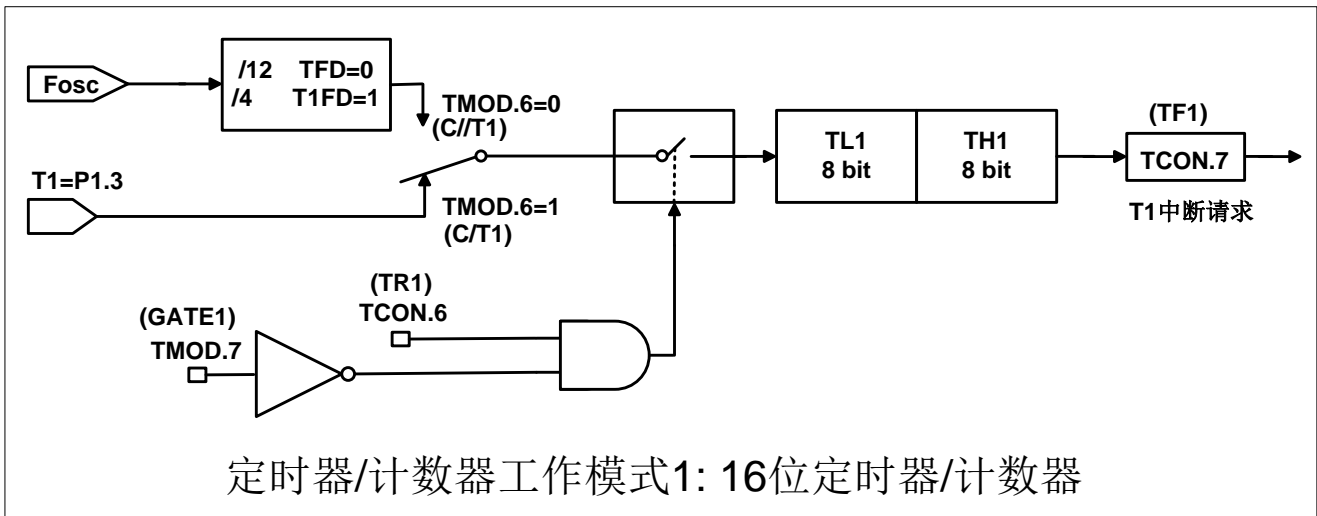 Fosc
/12 TFD=0
/4 T1FD=1
TMOD.6=0
(C//T1)
T1=P1.3
TMOD.6=1
(C/T1)
TL1
8 bit
TH1
8 bit
(TF1)
TCON.7
T1中断请求
(TR1)
TCON.6
(GATE1)
TMOD.7
定时器/计数器工作模式1: 16位定时器/计数器